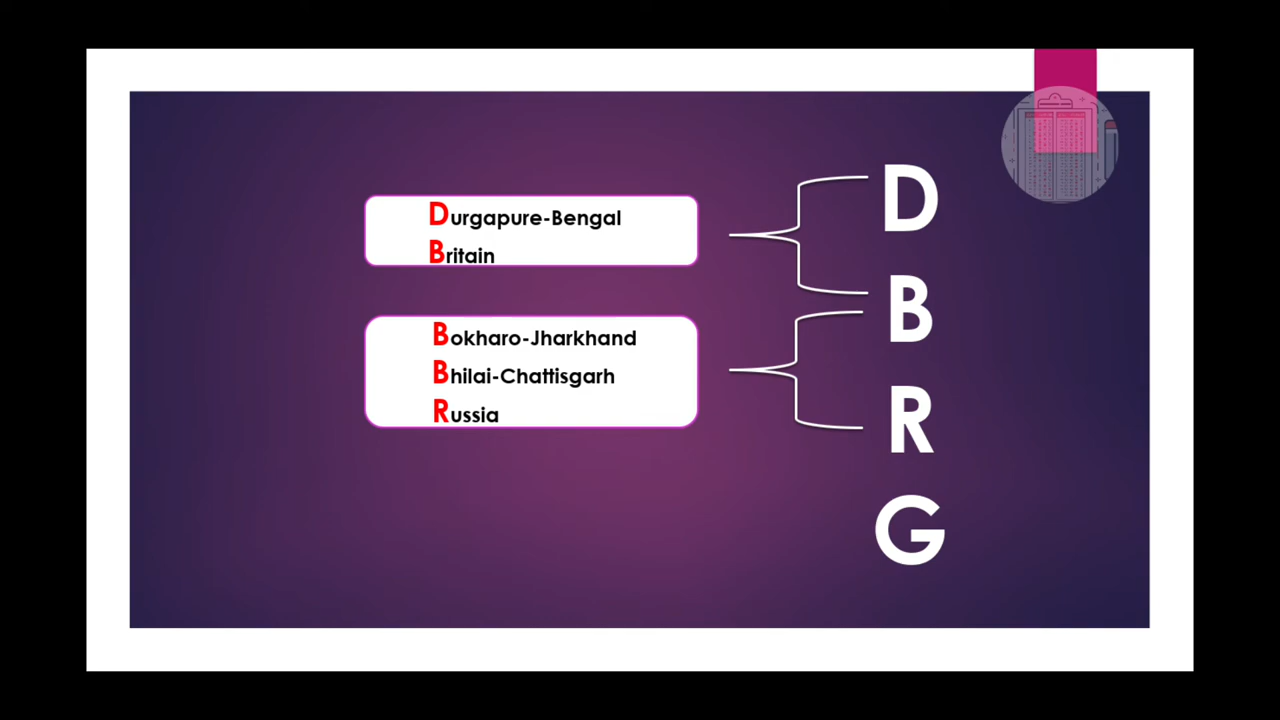 Durgapure-Bengal
Britain
Bokharo-Jharkhand
Bhilai-Chattisgarh
Russia
D
B
R
G